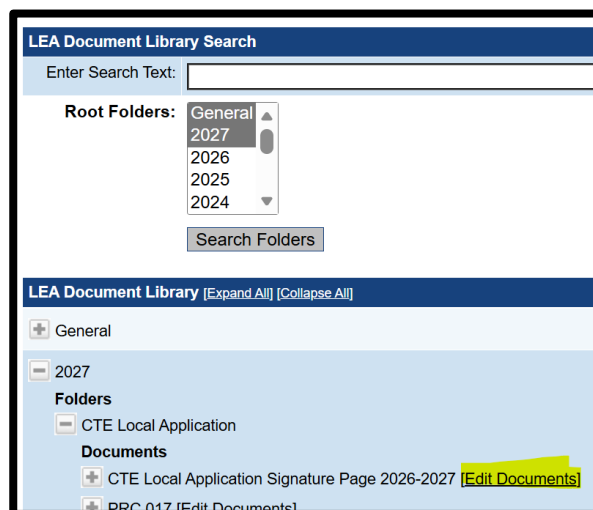 LEA Document Library Search
Enter Search Text:
Root Folders:
General
2027
2026
2025
2024
Search Folders
LEA Document Library [Expand All] [Collapse All]
General
2027
Folders
CTE Local Application
Documents
CTE Local Application Signature Page 2026-2027 [Edit Documents]
PRC 017 [Edit Documents]